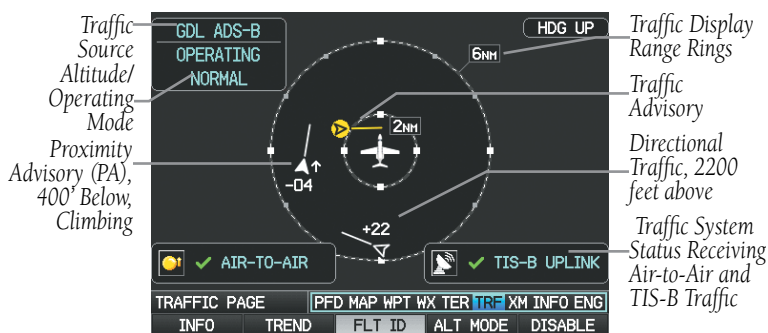 Traffic
Source
Altitude/
Operating
Mode
Proximity
Advisory (PA),
400' Below,
Climbing
GDL ADS-B
OPERATING
NORMAL
HDG UP
6NM
2NM
-04
+22
AIR-TO-AIR
TIS-B UPLINK
TRAFFIC PAGE
PFD MAP WPT WX TER TRF XM INFO ENG
INFO TREND FLT ID ALT MODE DISABLE
Traffic Display
Range Rings
Traffic
Advisory
Directional
Traffic, 2200
feet above
Traffic System
Status Receiving
Air-to-Air and
TIS-B Traffic